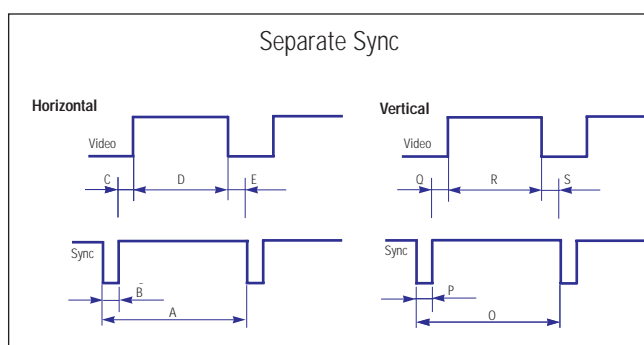 Separate Sync
Horizontal
Vertical
Video
Video
C
D
E
Q
R
S
Sync
Sync
B
P
A
O